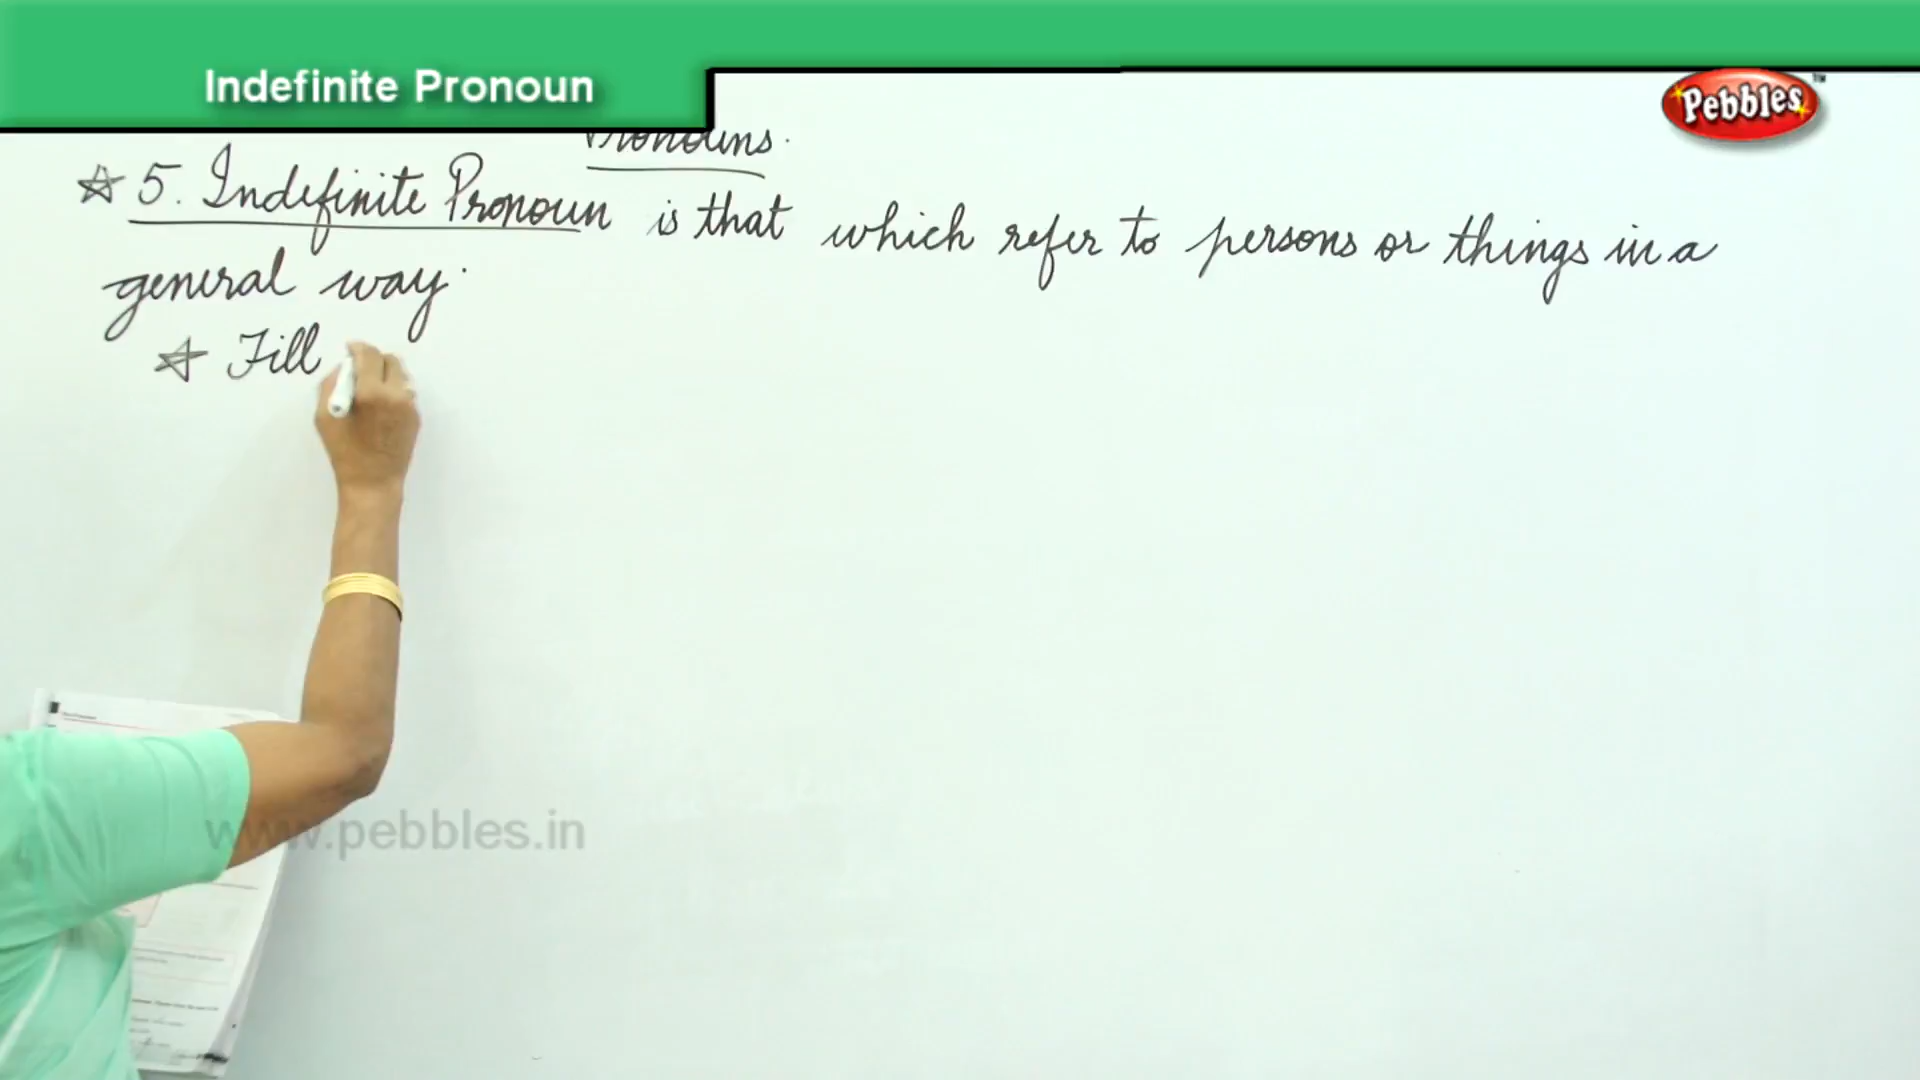 Indefinite Pronoun
Pebbles™
Pronouns.
☆ 5. Indefinite Pronoun is that which refer to persons or things in a
general way.
☆ Fill
www.pebbles.in